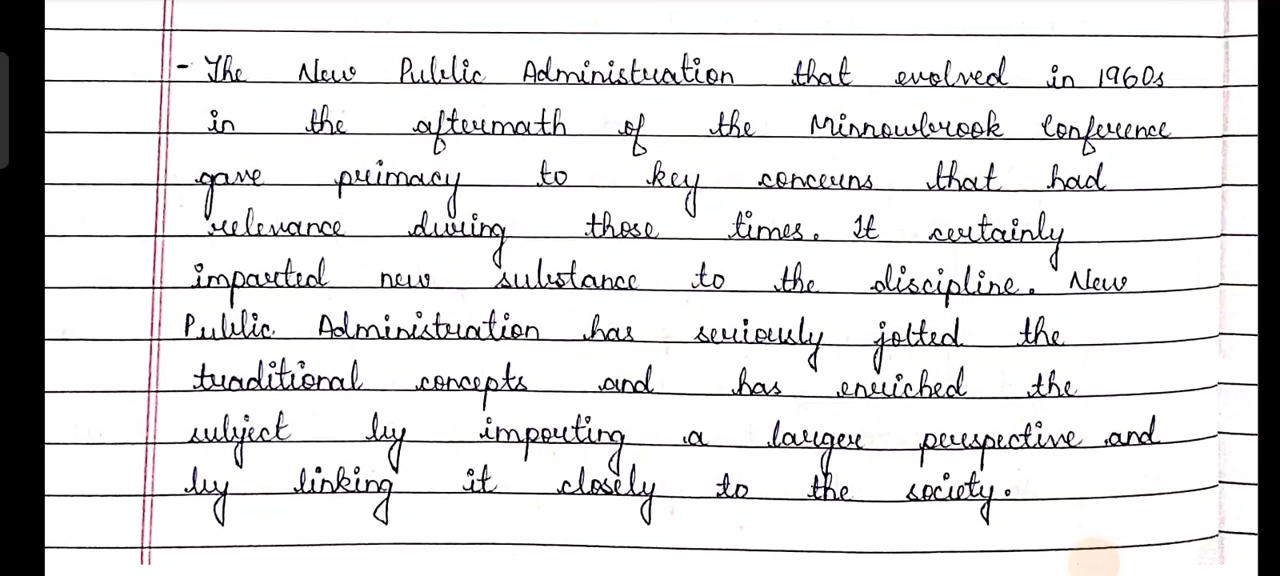 - The New Public Administration that evolved in 1960s
in the aftermath of the Minnowbrook Conference
gave primacy to key concerns that had
relevance during those times. It certainly
imparted new substance to the discipline. New
Public Administration has seriously jolted the
traditional concepts and has enriched the
subject by importing a larger perspective and
by linking it closely to the society.